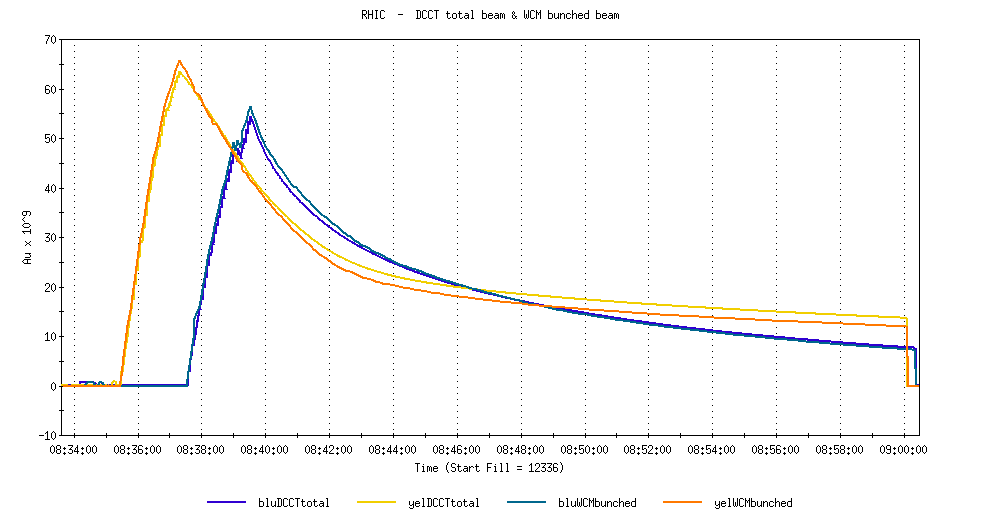 RHIC - DCCT total beam & WCM bunched beam
70
60
50
40
30
20
10
0
-10
Au x 10^9
08:34:00 08:36:00 08:38:00 08:40:00 08:42:00 08:44:00 08:46:00 08:48:00 08:50:00 08:52:00 08:54:00 08:56:00 08:58:00 09:00:00
Time (Start Fill = 12336)
bluDCCTtotal yelDCCTtotal bluWCMbunched yelWCMbunched